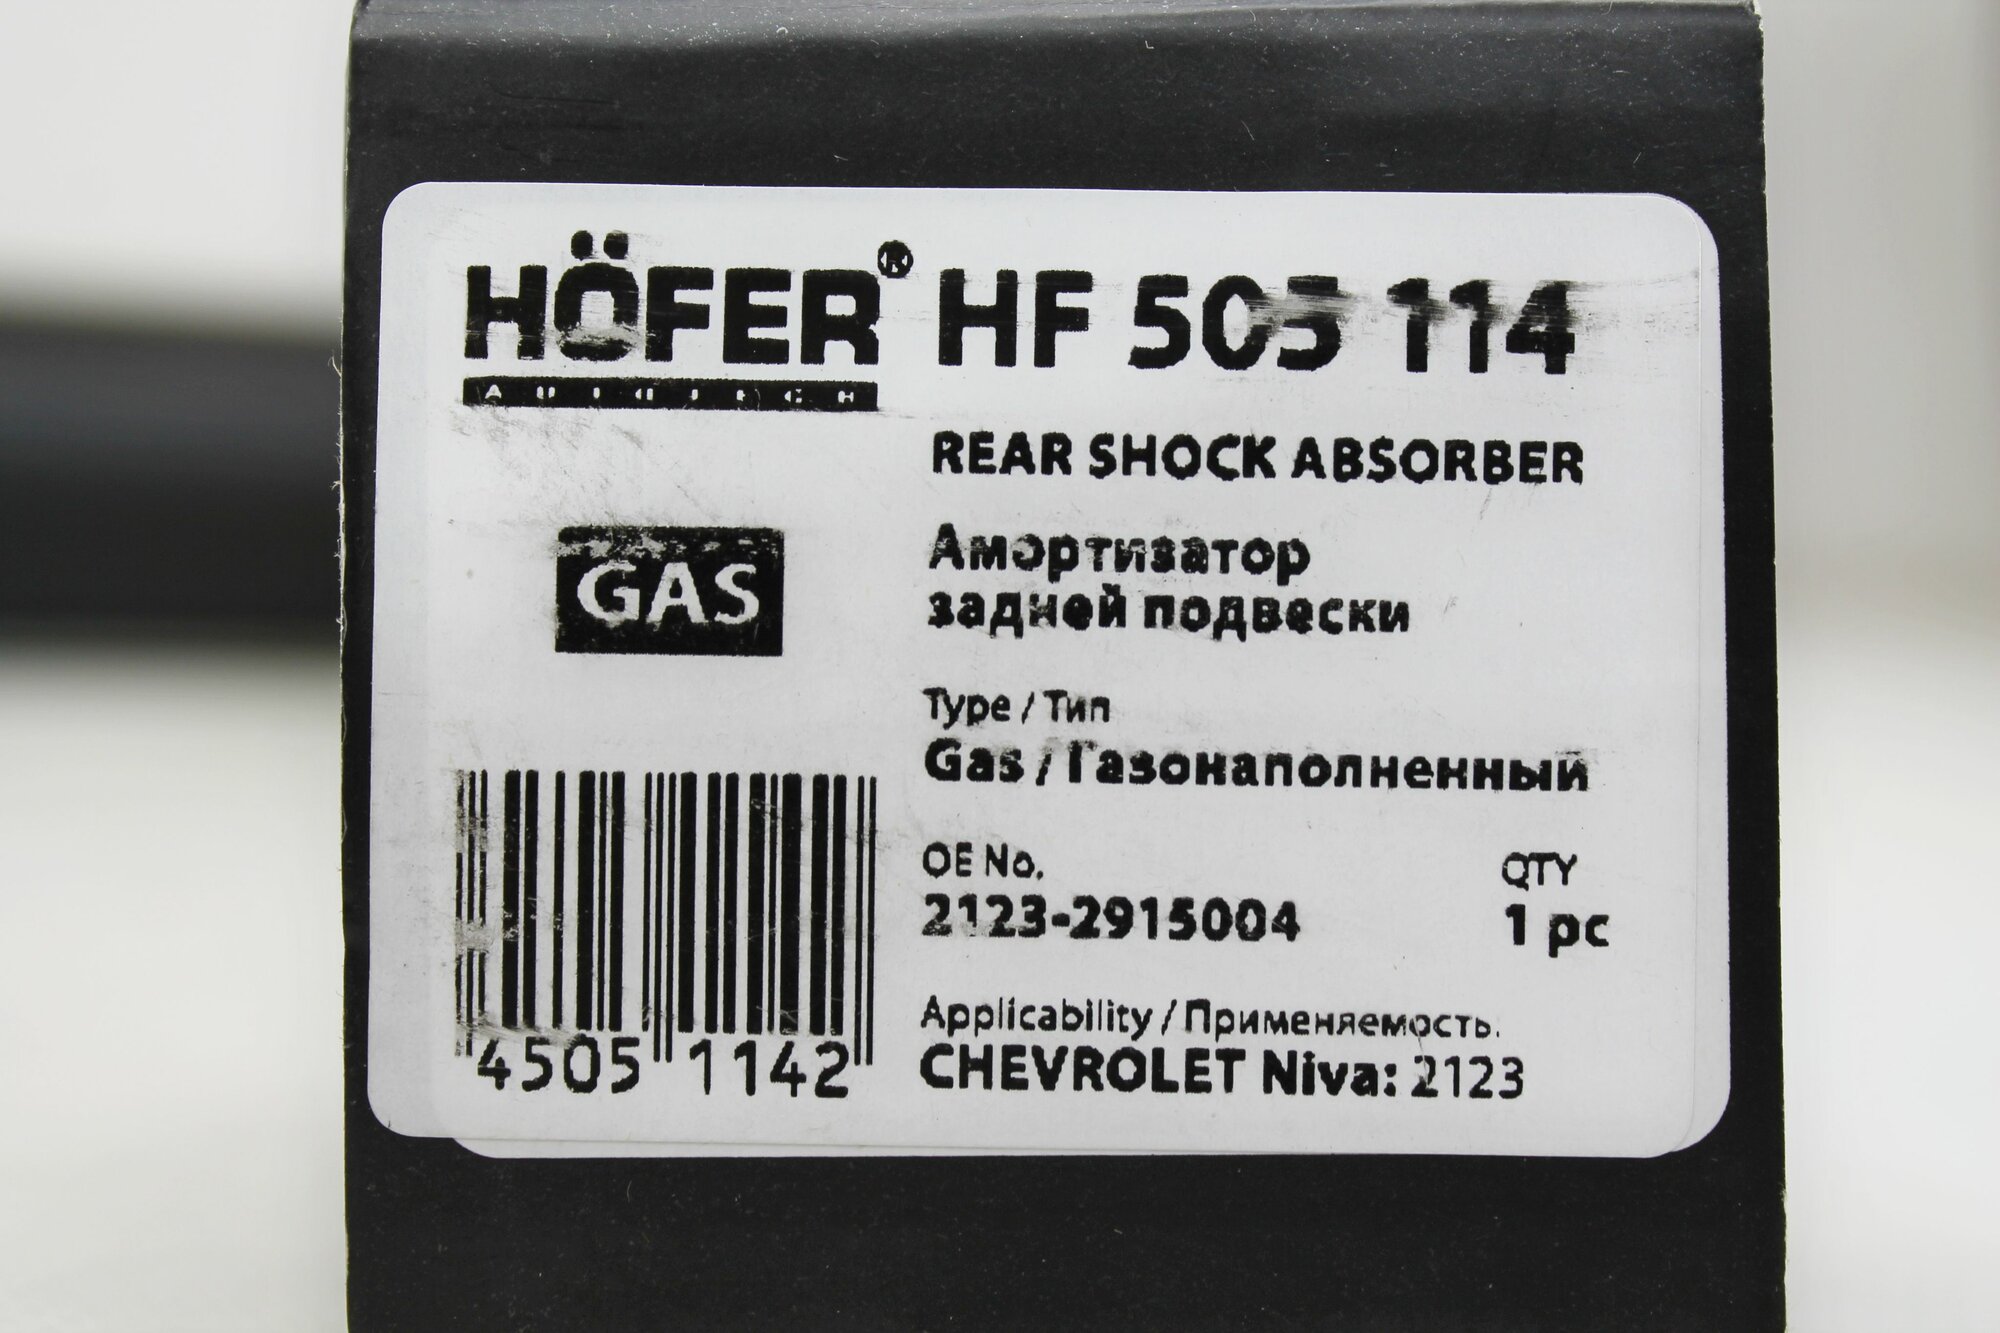 HÖFER® HF 505 114
AUTOTECH
REAR SHOCK ABSORBER
Амортизатор
задней подвески
GAS
Type / Тип
Gas / Газонаполненный
OE No.
QTY
2123-2915004
1 pc
Applicability / Применяемость:
CHEVROLET Niva: 2123
4505 1142